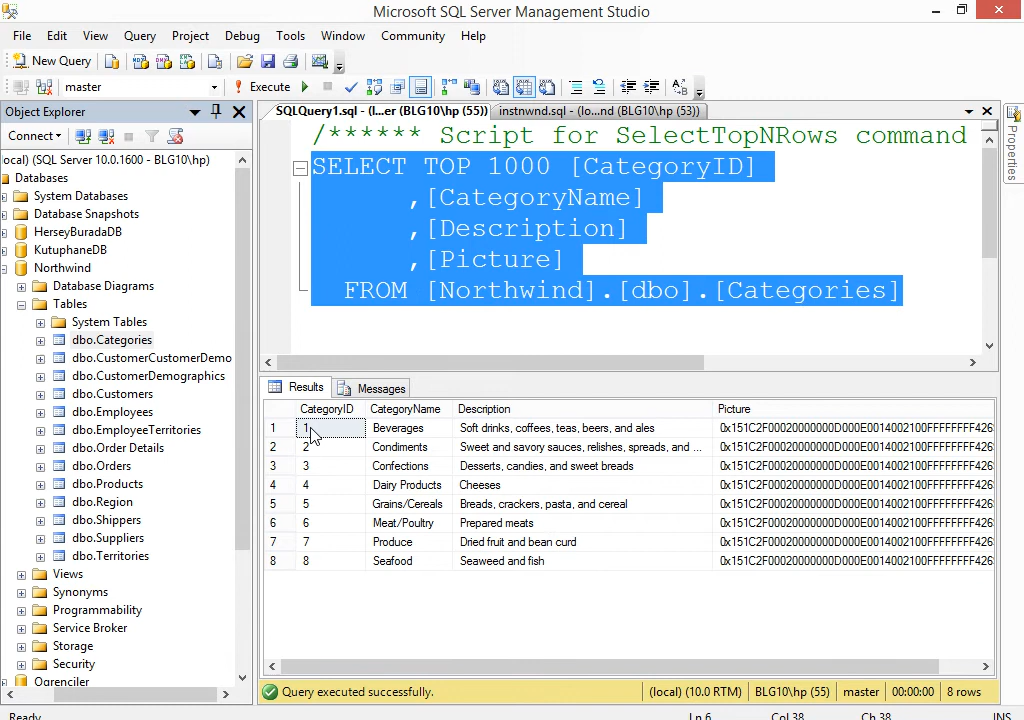 Microsoft SQL Server Management Studio
File Edit View Query Project Debug Tools Window Community Help
New Query
master Execute
Object Explorer
Connect
ocal) (SQL Server 10.0.1600 - BLG10\hp)
Databases
System Databases
Database Snapshots
HerseyBuradaDB
KutuphaneDB
Northwind
Database Diagrams
Tables
System Tables
dbo.Categories
dbo.CustomerCustomerDemo
dbo.CustomerDemographics
dbo.Customers
dbo.Employees
dbo.EmployeeTerritories
dbo.Order Details
dbo.Orders
dbo.Products
dbo.Region
dbo.Shippers
dbo.Suppliers
dbo.Territories
Views
Synonyms
Programmability
Service Broker
Storage
Security
Ogrenciler
SQLQuery1.sql - (l...er (BLG10\hp (55)) instnwnd.sql - (lo...nd (BLG10\hp (53))
/****** Script for SelectTopNRows command
SELECT TOP 1000 [CategoryID]
,[CategoryName]
,[Description]
,[Picture]
FROM [Northwind].[dbo].[Categories]
Properties
Results Messages
CategoryID CategoryName Description Picture
1 1 Beverages Soft drinks, coffees, teas, beers, and ales 0x151C2F00020000000D000E0014002100FFFFFFFF426
2 2 Condiments Sweet and savory sauces, relishes, spreads, and ... 0x151C2F00020000000D000E0014002100FFFFFFFF426
3 3 Confections Desserts, candies, and sweet breads 0x151C2F00020000000D000E0014002100FFFFFFFF426
4 4 Dairy Products Cheeses 0x151C2F00020000000D000E0014002100FFFFFFFF426
5 5 Grains/Cereals Breads, crackers, pasta, and cereal 0x151C2F00020000000D000E0014002100FFFFFFFF426
6 6 Meat/Poultry Prepared meats 0x151C2F00020000000D000E0014002100FFFFFFFF426
7 7 Produce Dried fruit and bean curd 0x151C2F00020000000D000E0014002100FFFFFFFF426
8 8 Seafood Seaweed and fish 0x151C2F00020000000D000E0014002100FFFFFFFF426
Query executed successfully. (local) (10.0 RTM) BLG10\hp (55) master 00:00:00 8 rows
Ready Ln 6 Col 38 Ch 38 INS